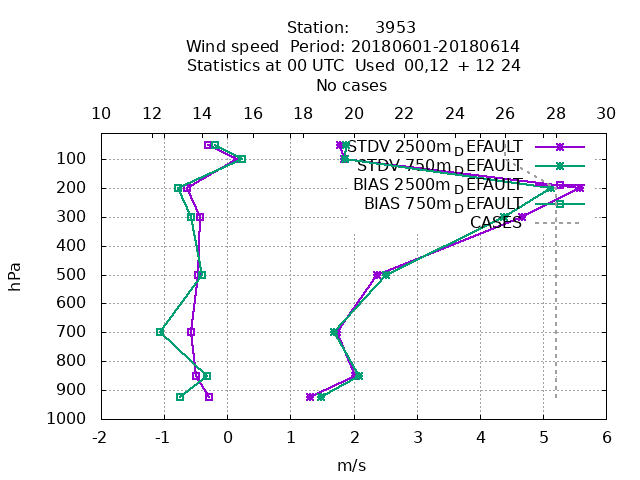 Station: 3953
Wind speed Period: 20180601-20180614
Statistics at 00 UTC Used 00,12 + 12 24
No cases
10 12 14 16 18 20 22 24 26 28 30
STDV 2500m_DEFAULT
100
STDV 750m_DEFAULT
200
BIAS 2500m_DEFAULT
BIAS 750m_DEFAULT
300
CASES
400
hPa
500
600
700
800
900
1000
-2 -1 0 1 2 3 4 5 6
m/s